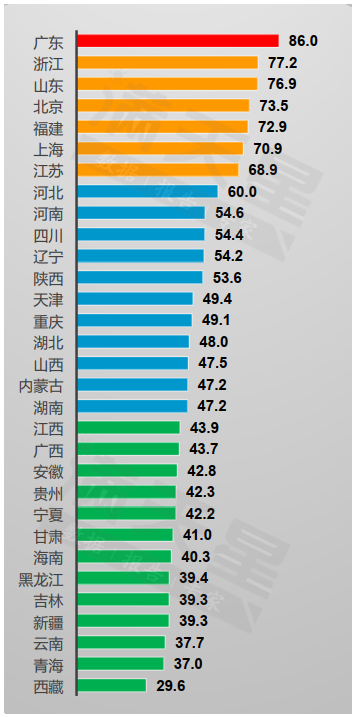 广东 86.0
浙江 77.2
山东 76.9
北京 73.5
福建 72.9
上海 70.9
江苏 68.9
河北 60.0
河南 54.6
四川 54.4
辽宁 54.2
陕西 53.6
天津 49.4
重庆 49.1
湖北 48.0
山西 47.5
内蒙古 47.2
湖南 47.2
江西 43.9
广西 43.7
安徽 42.8
贵州 42.3
宁夏 42.2
甘肃 41.0
海南 40.3
黑龙江 39.4
吉林 39.3
新疆 39.3
云南 37.7
青海 37.0
西藏 29.6
满天星
满天星